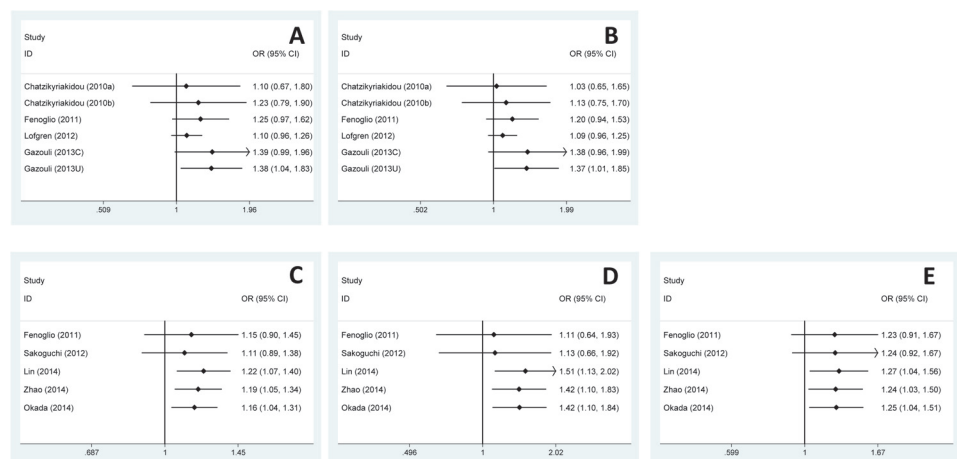 Study A
ID OR (95% CI)
Chatzikyriakidou (2010a) 1.10 (0.67, 1.80)
Chatzikyriakidou (2010b) 1.23 (0.79, 1.90)
Fenoglio (2011) 1.25 (0.97, 1.62)
Lofgren (2012) 1.10 (0.96, 1.26)
Gazouli (2013C) 1.39 (0.99, 1.96)
Gazouli (2013U) 1.38 (1.04, 1.83)
.509 1 1.96
Study B
ID OR (95% CI)
Chatzikyriakidou (2010a) 1.03 (0.65, 1.65)
Chatzikyriakidou (2010b) 1.13 (0.75, 1.70)
Fenoglio (2011) 1.20 (0.94, 1.53)
Lofgren (2012) 1.09 (0.96, 1.25)
Gazouli (2013C) 1.38 (0.96, 1.99)
Gazouli (2013U) 1.37 (1.01, 1.85)
.502 1 1.99
Study C
ID OR (95% CI)
Fenoglio (2011) 1.15 (0.90, 1.45)
Sakoguchi (2012) 1.11 (0.89, 1.38)
Lin (2014) 1.22 (1.07, 1.40)
Zhao (2014) 1.19 (1.05, 1.34)
Okada (2014) 1.16 (1.04, 1.31)
.687 1 1.45
Study D
ID OR (95% CI)
Fenoglio (2011) 1.11 (0.64, 1.93)
Sakoguchi (2012) 1.13 (0.66, 1.92)
Lin (2014) 1.51 (1.13, 2.02)
Zhao (2014) 1.42 (1.10, 1.83)
Okada (2014) 1.42 (1.10, 1.84)
.496 1 2.02
Study E
ID OR (95% CI)
Fenoglio (2011) 1.23 (0.91, 1.67)
Sakoguchi (2012) 1.24 (0.92, 1.67)
Lin (2014) 1.27 (1.04, 1.56)
Zhao (2014) 1.24 (1.03, 1.50)
Okada (2014) 1.25 (1.04, 1.51)
.599 1 1.67